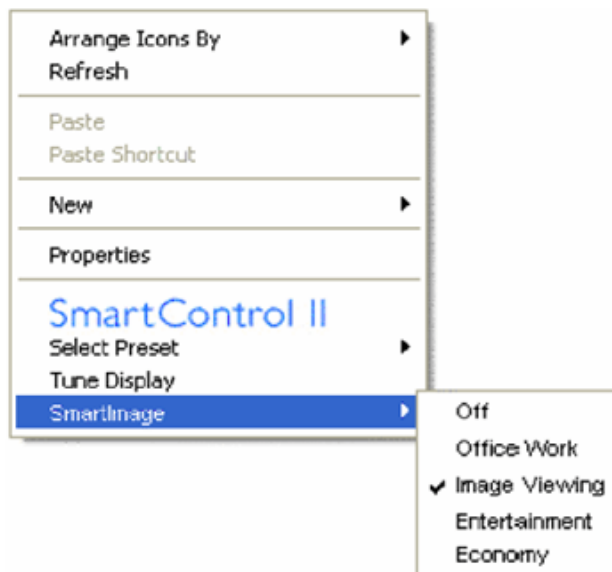 Arrange Icons By
Refresh
Paste
Paste Shortcut
New
Properties
SmartControl II
Select Preset
Tune Display
SmartImage
Off
Office Work
Image Viewing
Entertainment
Economy